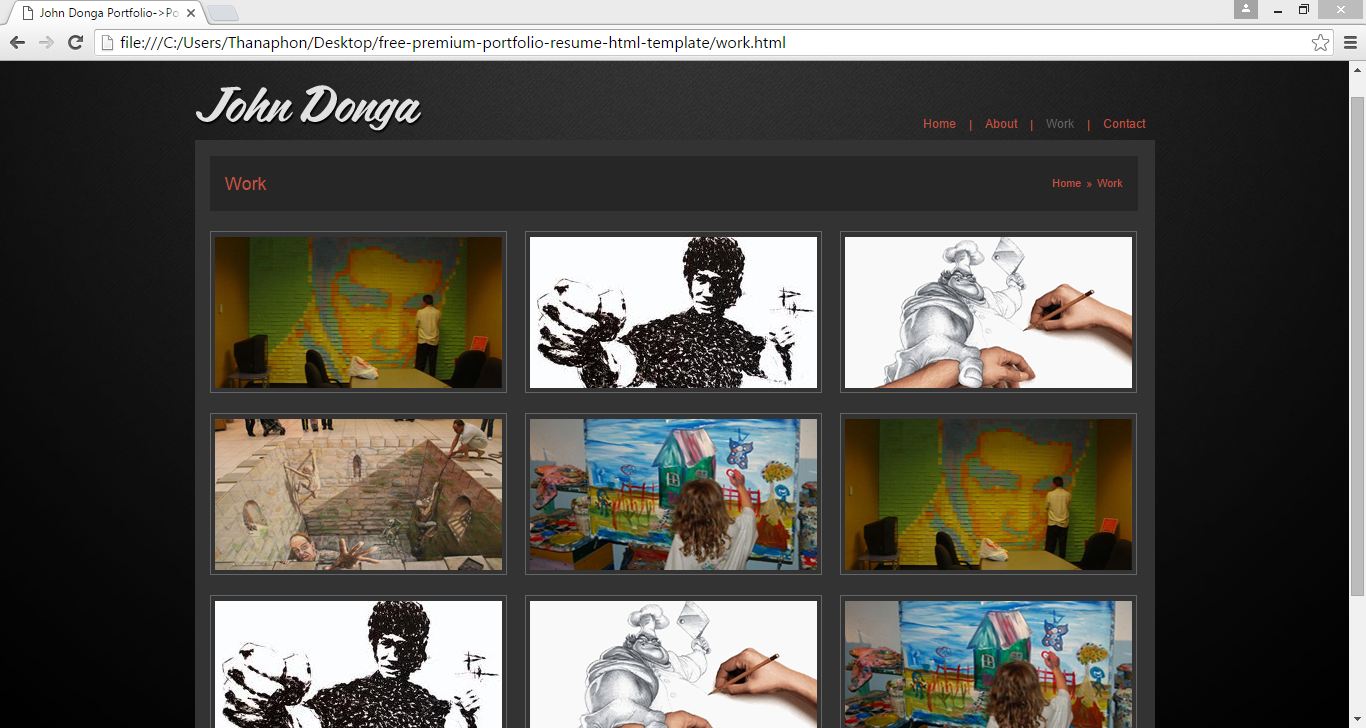 John Donga Portfolio->Po
file:///C:/Users/Thanaphon/Desktop/free-premium-portfolio-resume-html-template/work.html
John Donga
Home | About | Work | Contact
Work
Home » Work